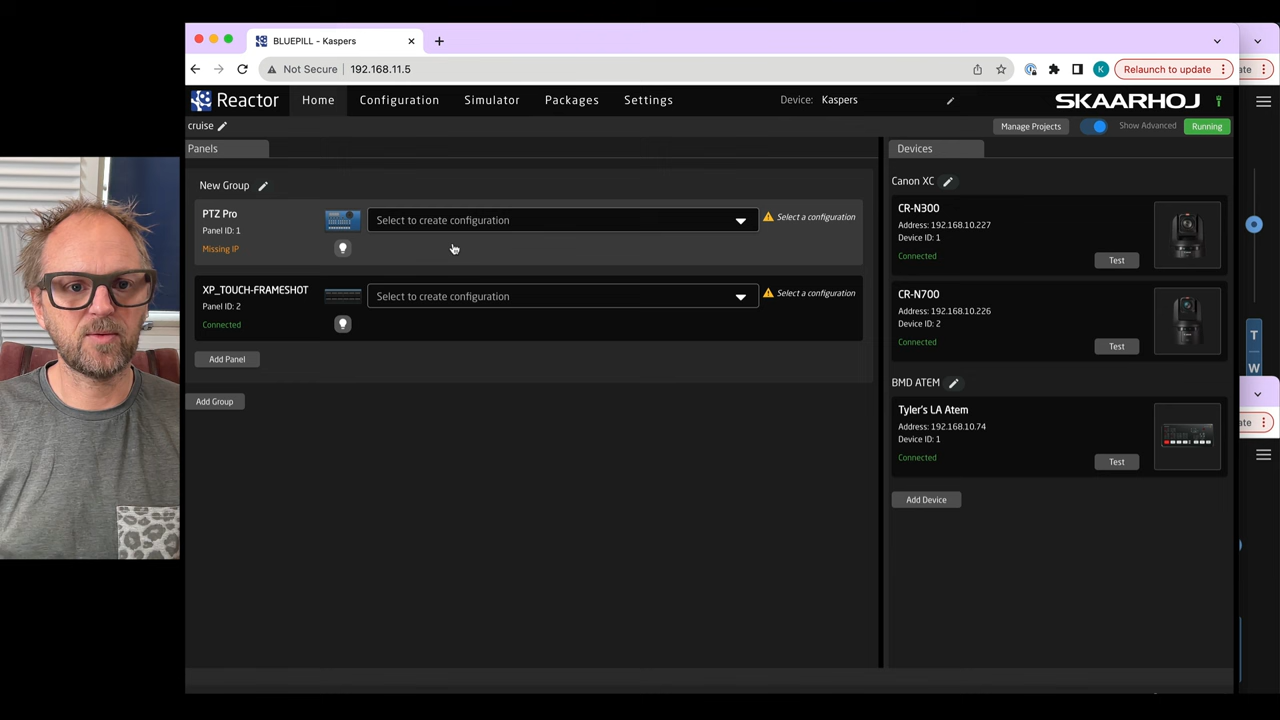 BLUEPILL - Kaspers
Not Secure
192.168.11.5
K
Relaunch to update
ate
Reactor
Home
Configuration
Simulator
Packages
Settings
Device:
Kaspers
SKAARHOJ
cruise
Manage Projects
Show Advanced
Running
Panels
Devices
New Group
PTZ Pro
Panel ID: 1
Missing IP
Select to create configuration
Select a configuration
XP_TOUCH-FRAMESHOT
Panel ID: 2
Connected
Select to create configuration
Select a configuration
Add Panel
Add Group
Canon XC
CR-N300
Address: 192.168.10.227
Device ID: 1
Connected
Test
CR-N700
Address: 192.168.10.226
Device ID: 2
Connected
Test
BMD ATEM
Tyler's LA Atem
Address: 192.168.10.74
Device ID: 1
Connected
Test
Add Device
T
W
ate